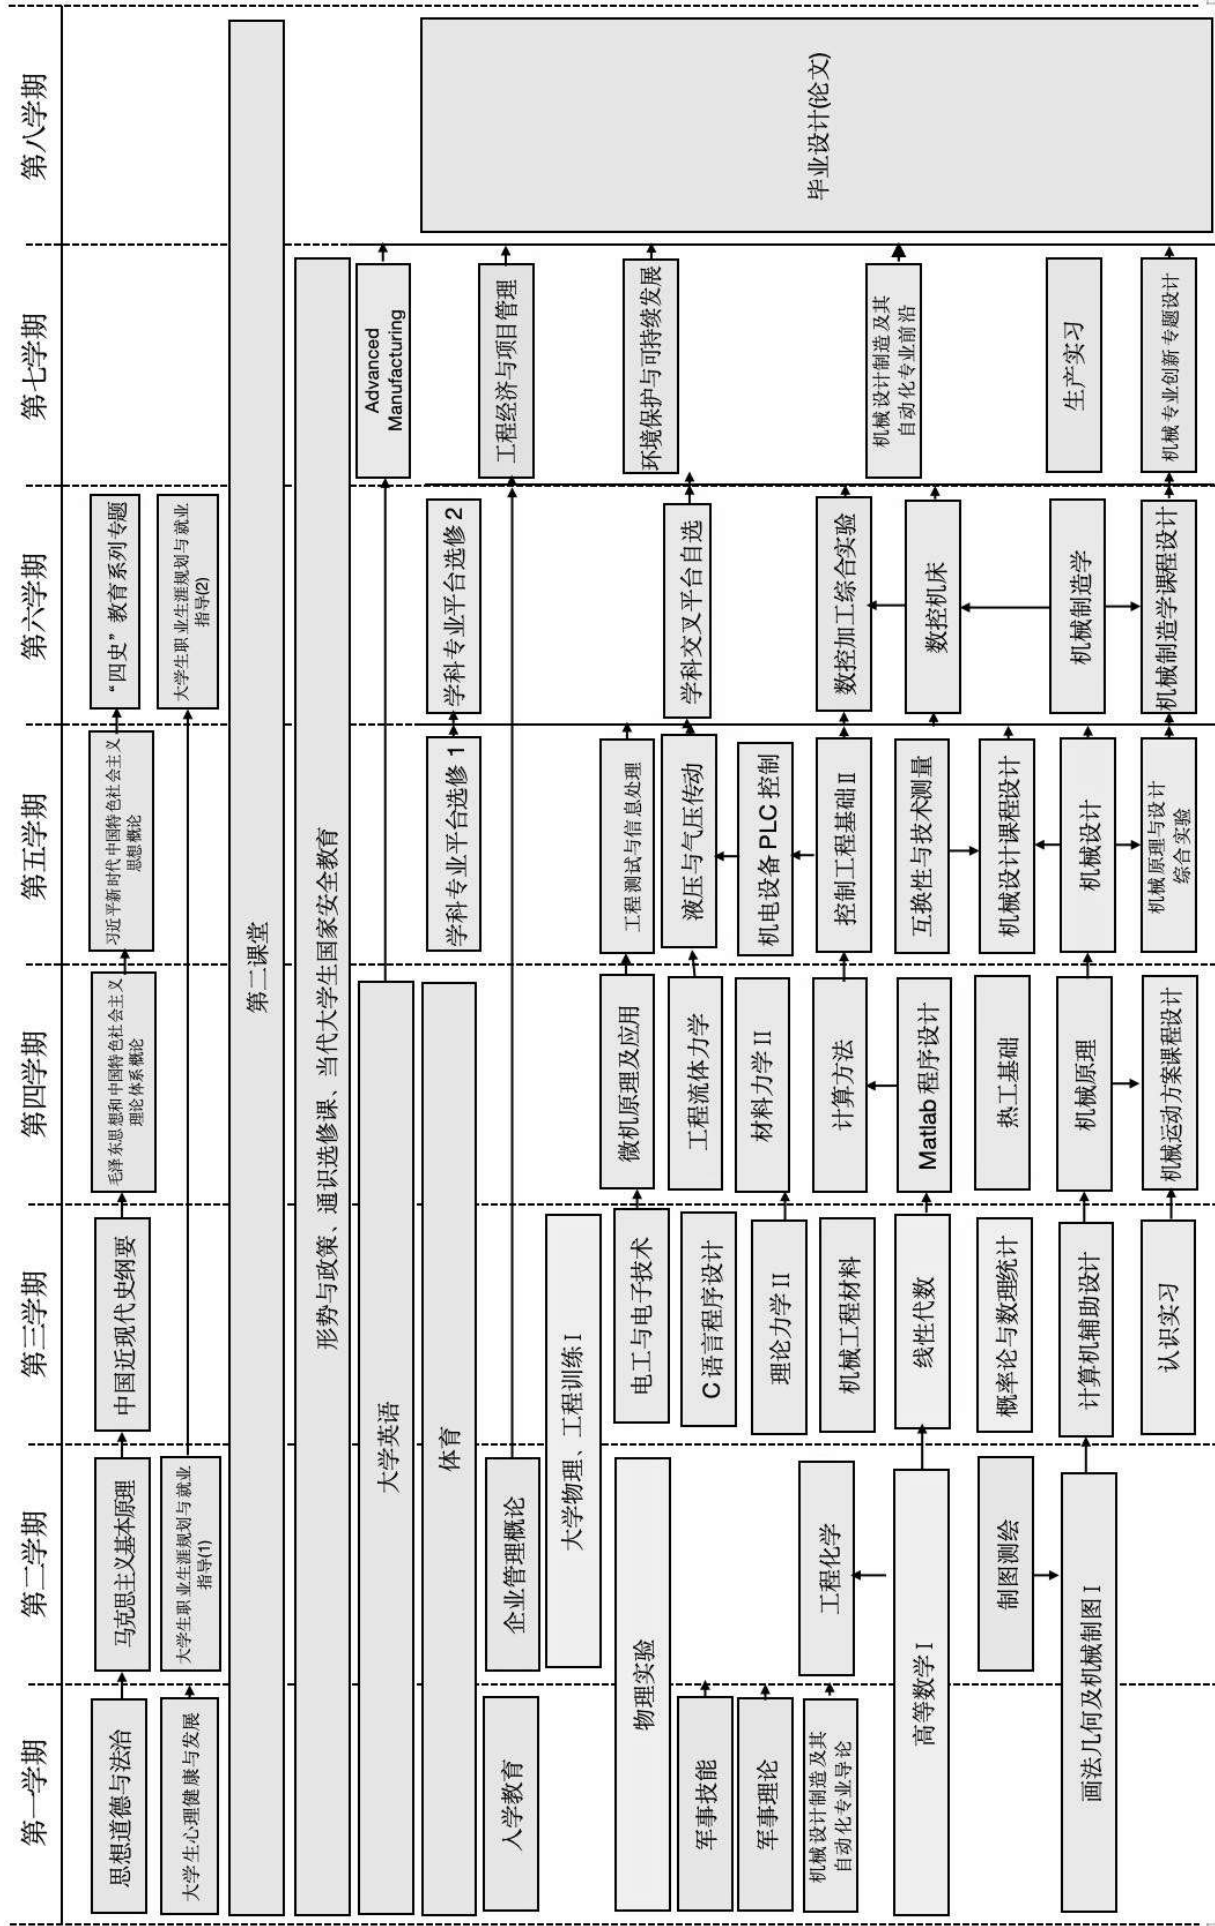 第一学期
第二学期
第三学期
第四学期
第五学期
第六学期
第七学期
第八学期
思想道德与法治
马克思主义基本原理
中国近现代史纲要
毛泽东思想和中国特色社会主义
理论体系概论
习近平新时代中国特色社会主义
思想概论
“四史”教育系列专题
大学生心理健康与发展
大学生职业生涯规划与就业
指导(1)
大学生职业生涯规划与就业
指导(2)
第二课堂
形势与政策、通识选修课、当代大学生国家安全教育
大学英语
Advanced
Manufacturing
体育
学科专业平台选修 1
学科专业平台选修 2
毕业设计(论文)
入学教育
企业管理概论
工程经济与项目管理
大学物理、工程训练 I
物理实验
电工与电子技术
微机原理及应用
工程测试与信息处理
环境保护与可持续发展
军事技能
C 语言程序设计
工程流体力学
液压与气压传动
学科交叉平台自选
军事理论
理论力学 II
材料力学 II
机电设备 PLC 控制
机械设计制造及其
自动化专业导论
工程化学
机械工程材料
计算方法
控制工程基础 II
数控加工综合实验
机械设计制造及其
自动化专业前沿
高等数学 I
线性代数
Matlab 程序设计
互换性与技术测量
数控机床
制图测绘
概率论与数理统计
热工基础
机械设计课程设计
画法几何及机械制图 I
计算机辅助设计
机械原理
机械设计
机械制造学
生产实习
认识实习
机械运动方案课程设计
机械原理与设计
综合实验
机械制造学课程设计
机械专业创新专题设计